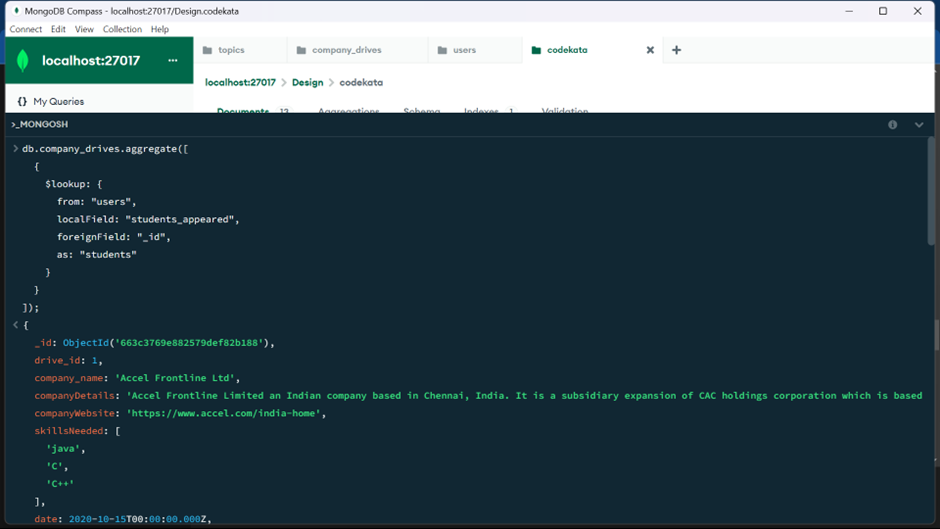 MongoDB Compass - localhost:27017/Design.codekata
Connect Edit View Collection Help
localhost:27017 ...
topics company_drives users codekata
localhost:27017 > Design > codekata
{} My Queries
Documents 13 Aggregations Schema Indexes 1 Validation
>_MONGOSH
> db.company_drives.aggregate([
{
$lookup: {
from: "users",
localField: "students_appeared",
foreignField: "_id",
as: "students"
}
}
]);
< {
_id: ObjectId('663c3769e882579def82b188'),
drive_id: 1,
company_name: 'Accel Frontline Ltd',
companyDetails: 'Accel Frontline Limited an Indian company based in Chennai, India. It is a subsidiary expansion of CAC holdings corporation which is based
companyWebsite: 'https://www.accel.com/india-home',
skillsNeeded: [
'java',
'C',
'C++'
],
date: 2020-10-15T00:00:00.000Z,